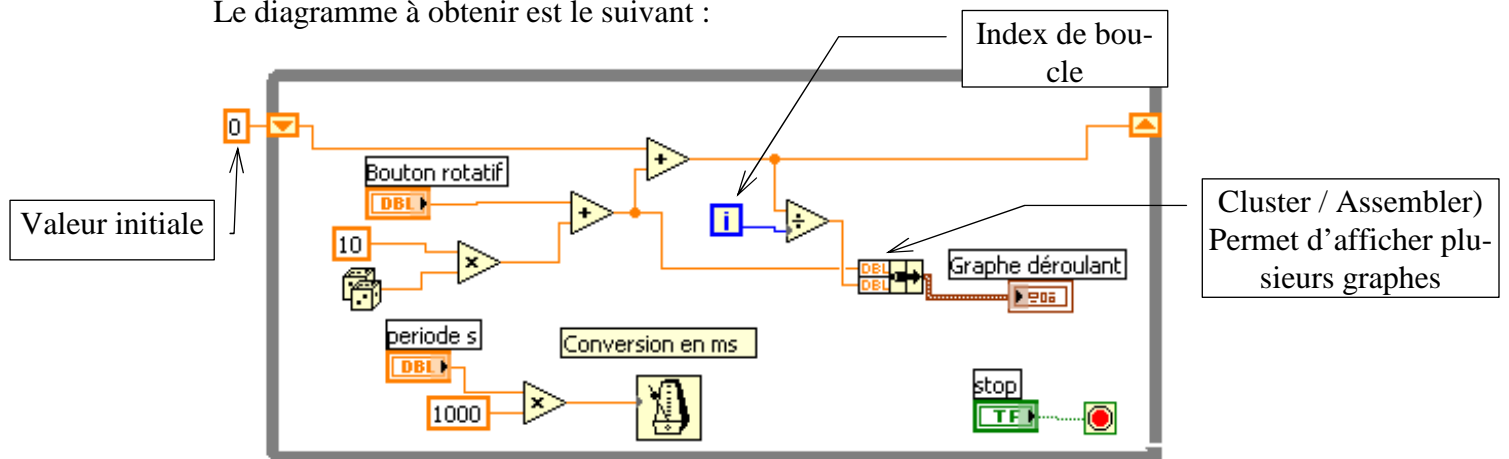 Le diagramme à obtenir est le suivant :
Index de bou-
cle
0
Bouton rotatif
DBL
+
+
i
÷
Valeur initiale
10
x
Cluster / Assembler)
Permet d'afficher plu-
sieurs graphes
DBL
DBL
Graphe déroulant
periode s
DBL
Conversion en ms
1000
x
stop
TF